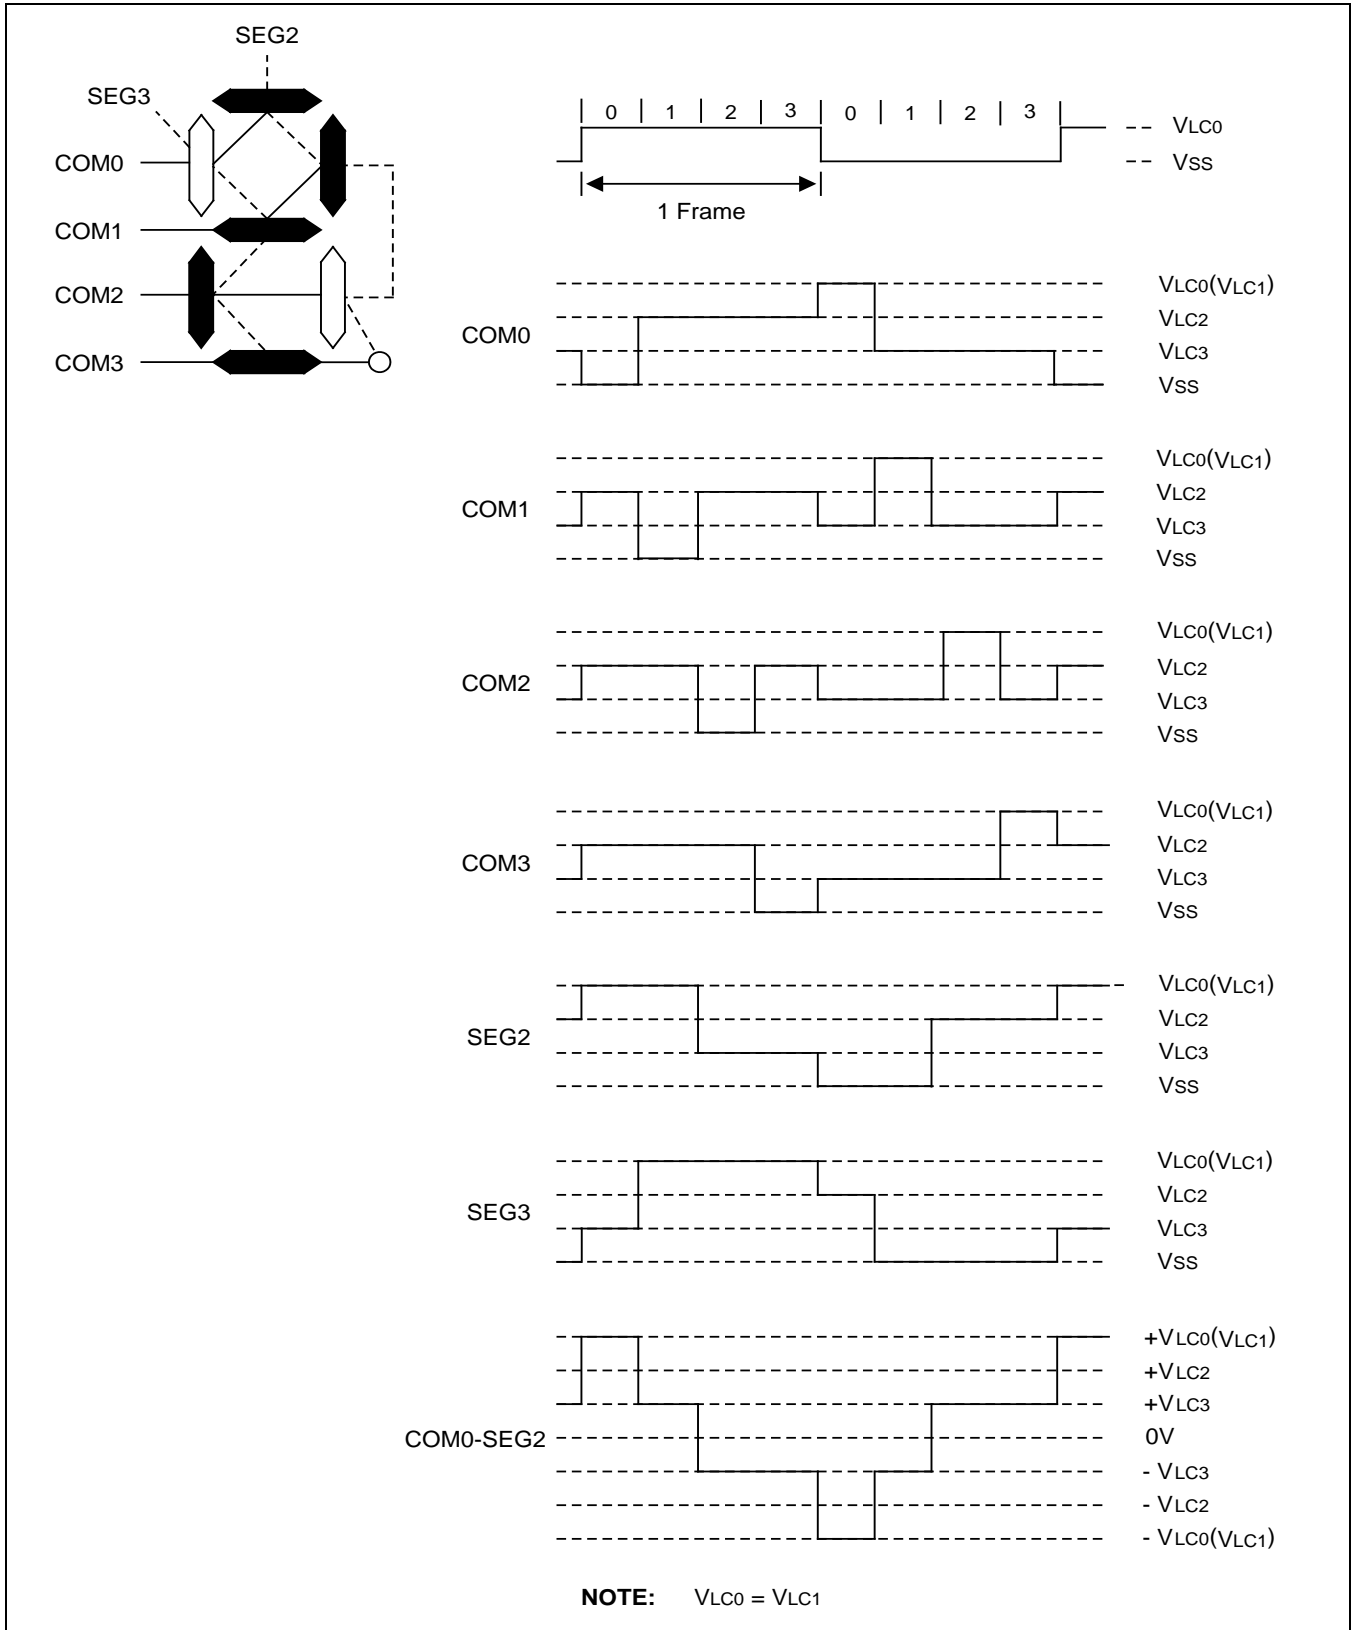 SEG2
SEG3
COM0
COM1
COM2
COM3
0 1 2 3 0 1 2 3
VLC0
VSS
1 Frame
COM0
VLC0(VLC1)
VLC2
VLC3
VSS
COM1
VLC0(VLC1)
VLC2
VLC3
VSS
COM2
VLC0(VLC1)
VLC2
VLC3
VSS
COM3
VLC0(VLC1)
VLC2
VLC3
VSS
SEG2
VLC0(VLC1)
VLC2
VLC3
VSS
SEG3
VLC0(VLC1)
VLC2
VLC3
VSS
COM0-SEG2
+VLC0(VLC1)
+VLC2
+VLC3
0V
- VLC3
- VLC2
- VLC0(VLC1)
NOTE: VLC0 = VLC1